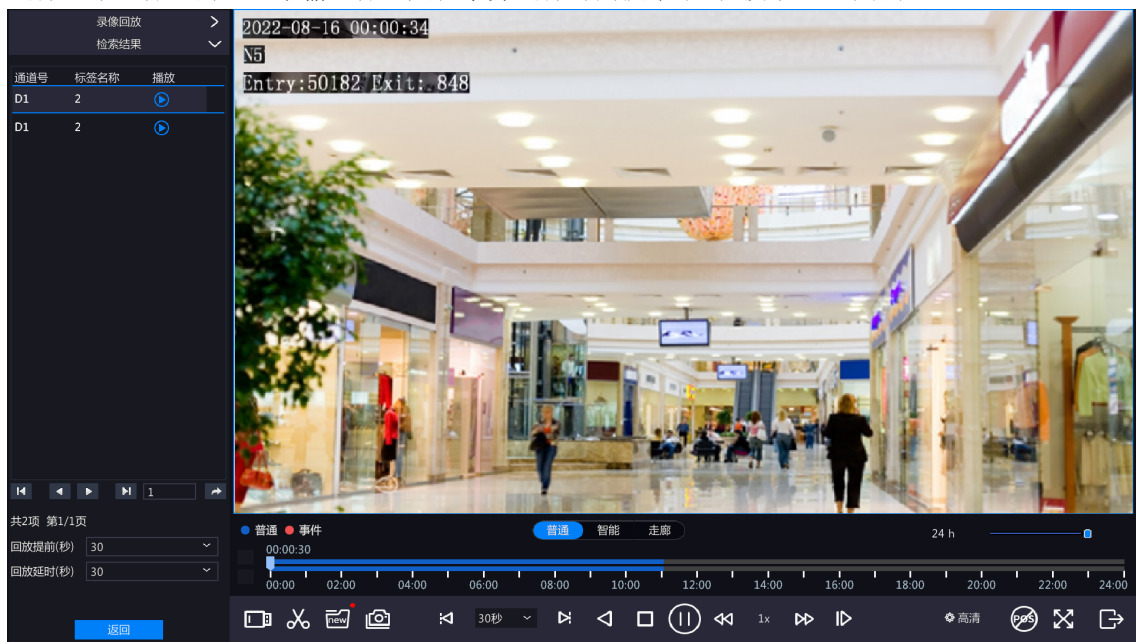 录像回放
检索结果
通道号 标签名称 播放
D1 2
D1 2
1
共2项 第1/1页
回放提前(秒) 30
回放延时(秒) 30
返回
2022-08-16 00:00:34
N5
Entry:50182 Exit:.848
普通 事件
普通 智能 走廊
24 h
00:00:30
00:00 02:00 04:00 06:00 08:00 10:00 12:00 14:00 16:00 18:00 20:00 22:00 24:00
new 30秒 1x 高清 POS